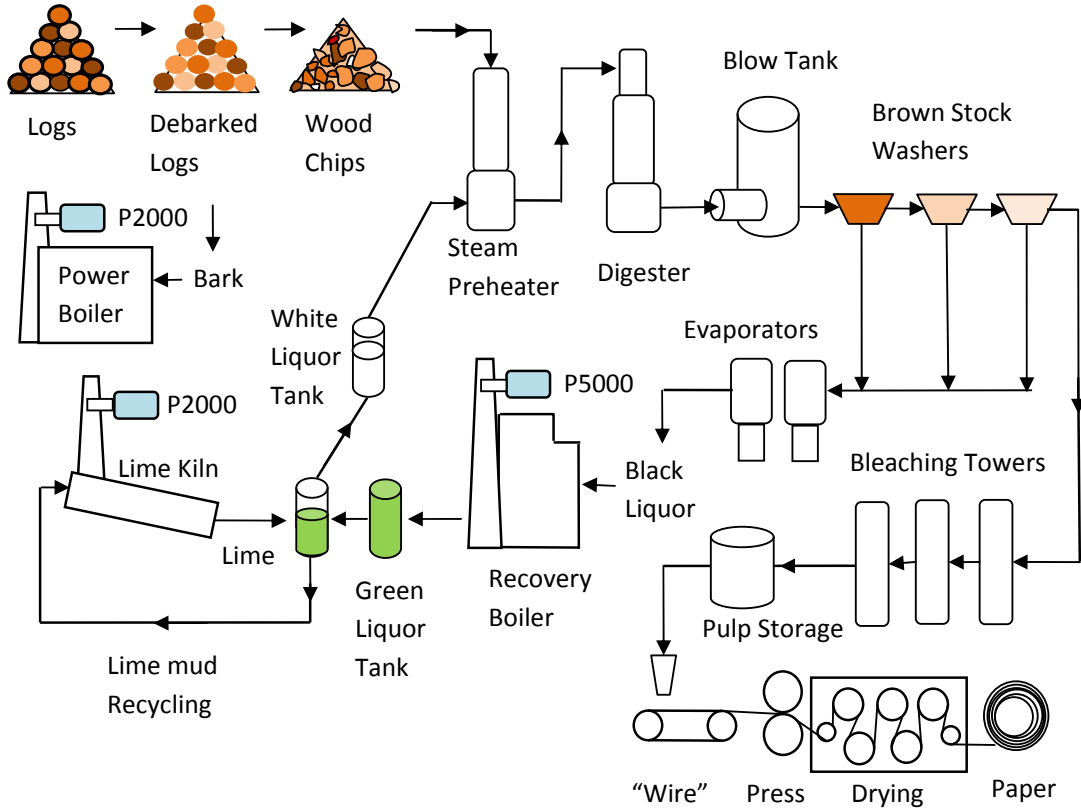 Logs
Debarked
Logs
Wood
Chips
Blow Tank
Brown Stock
Washers
P2000
Power
Boiler
Bark
Steam
Preheater
Digester
White
Liquor
Tank
Evaporators
P5000
P2000
Lime Kiln
Black
Liquor
Bleaching Towers
Lime
Green
Liquor
Tank
Recovery
Boiler
Pulp Storage
Lime mud
Recycling
“Wire”
Press
Drying
Paper